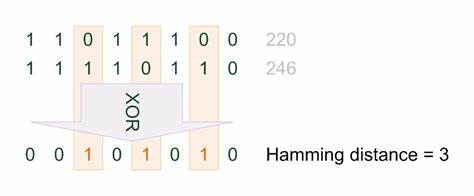 1 1 0 1 1 1 0 0 220
1 1 1 1 0 1 1 0 246
XOR
0 0 1 0 1 0 1 0 Hamming distance = 3